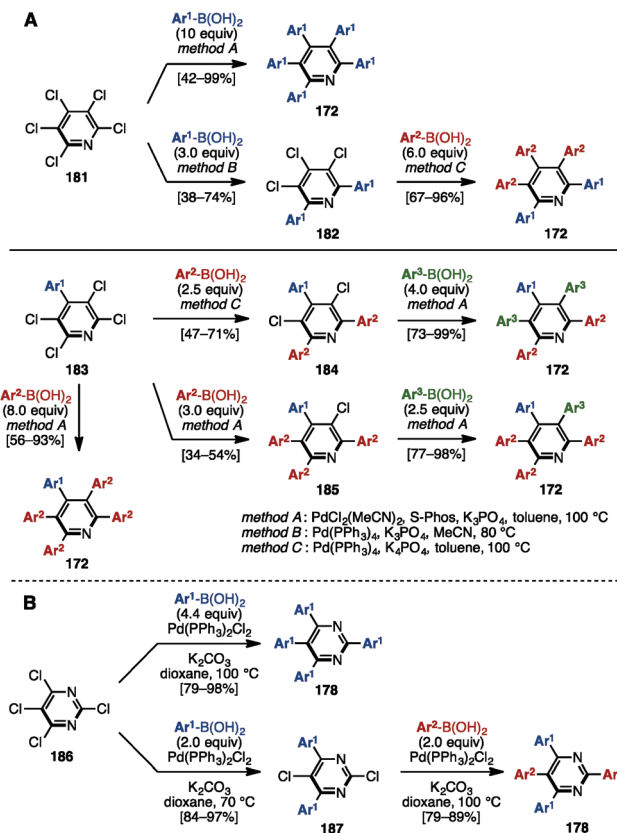 A
Ar1-B(OH)2
(10 equiv)
method A
[42–99%]
Ar1
Ar1
Ar1
Ar1
Ar1
N
172
Cl
Cl
Cl
Cl
Cl
N
181
Ar1-B(OH)2
(3.0 equiv)
method B
[38–74%]
Cl
Cl
Cl
Ar1
Ar1
N
182
Ar2-B(OH)2
(6.0 equiv)
method C
[67–96%]
Ar2
Ar2
Ar2
Ar1
Ar1
N
172
Ar1
Cl
Cl
Cl
Cl
N
183
Ar2-B(OH)2
(2.5 equiv)
method C
[47–71%]
Ar1
Cl
Cl
Ar2
Ar2
N
184
Ar3-B(OH)2
(4.0 equiv)
method A
[73–99%]
Ar1
Ar3
Ar3
Ar2
Ar2
N
172
Ar2-B(OH)2
(8.0 equiv)
method A
[56–93%]
Ar2-B(OH)2
(3.0 equiv)
method A
[34–54%]
Ar1
Cl
Ar2
Ar2
Ar2
N
185
Ar3-B(OH)2
(2.5 equiv)
method A
[77–98%]
Ar1
Ar3
Ar2
Ar2
Ar2
N
172
Ar1
Ar2
Ar2
Ar2
Ar2
N
172
method A: PdCl2(MeCN)2, S-Phos, K3PO4, toluene, 100 °C
method B: Pd(PPh3)4, K3PO4, MeCN, 80 °C
method C: Pd(PPh3)4, K4PO4, toluene, 100 °C
B
Ar1-B(OH)2
(4.4 equiv)
Pd(PPh3)2Cl2
K2CO3
dioxane, 100 °C
[79–98%]
Ar1
Ar1
Ar1
Ar1
N
N
178
Cl
Cl
Cl
Cl
N
N
186
Ar1-B(OH)2
(2.0 equiv)
Pd(PPh3)2Cl2
K2CO3
dioxane, 70 °C
[84–97%]
Ar1
Cl
Cl
Ar1
N
N
187
Ar2-B(OH)2
(2.0 equiv)
Pd(PPh3)2Cl2
K2CO3
dioxane, 100 °C
[79–89%]
Ar1
Ar2
Ar
Ar1
N
N
178